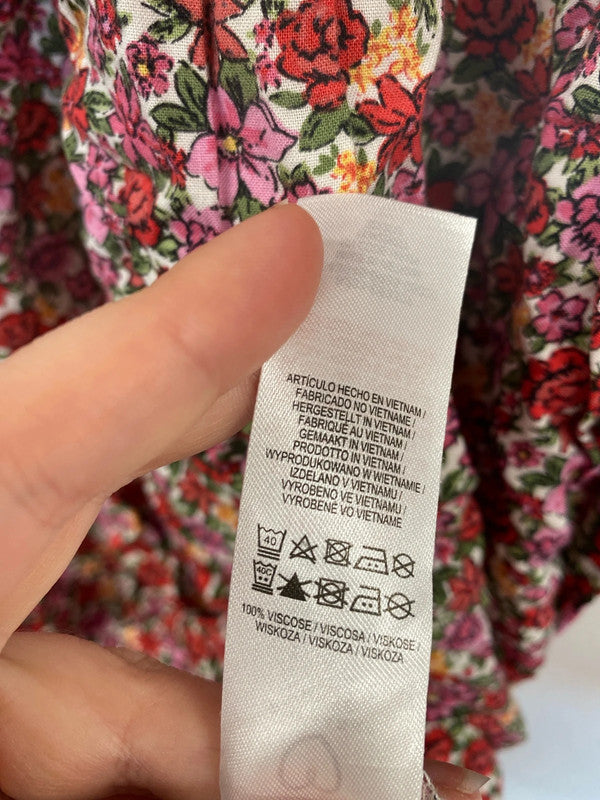 ARTICULO HECHO EN VIETNAM /
FABRICADO NO VIETNAME /
HERGESTELLT IN VIETNAM /
FABRIQUÉ AU VIETNAM /
GEMAAKT IN VIETNAM /
PRODOTTO IN VIETNAM /
WYPRODUKOWANO W WIETNAMIE /
IZDELANO V VIETNAMU /
VYROBENO VE VIETNAMU /
VYROBENÉ VO VIETNAME
40
40
100% VISCOSE / VISCOSA / VISKOSE /
WISKOZA / VISKOZA / VISKÓZA